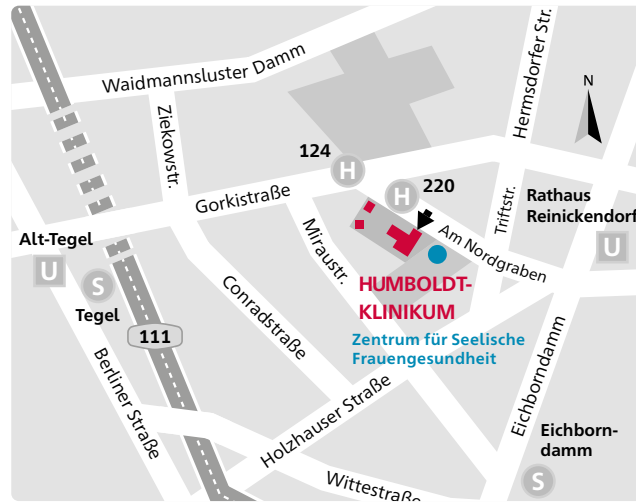 Waidmannsluster Damm
Hermsdorfer Str.
N
Ziekowstr.
124
H
H
220
Gorkistraße
Rathaus
Reinickendorf
U
Triftstr.
Am Nordgraben
Miraustr.
Alt-Tegel
U
S
Tegel
HUMBOLDT-
KLINIKUM
Zentrum für Seelische
Frauengesundheit
111
Conradstraße
Berliner Straße
Eichborndamm
Holzhauser Straße
Eichborn-
damm
S
Wittestraße